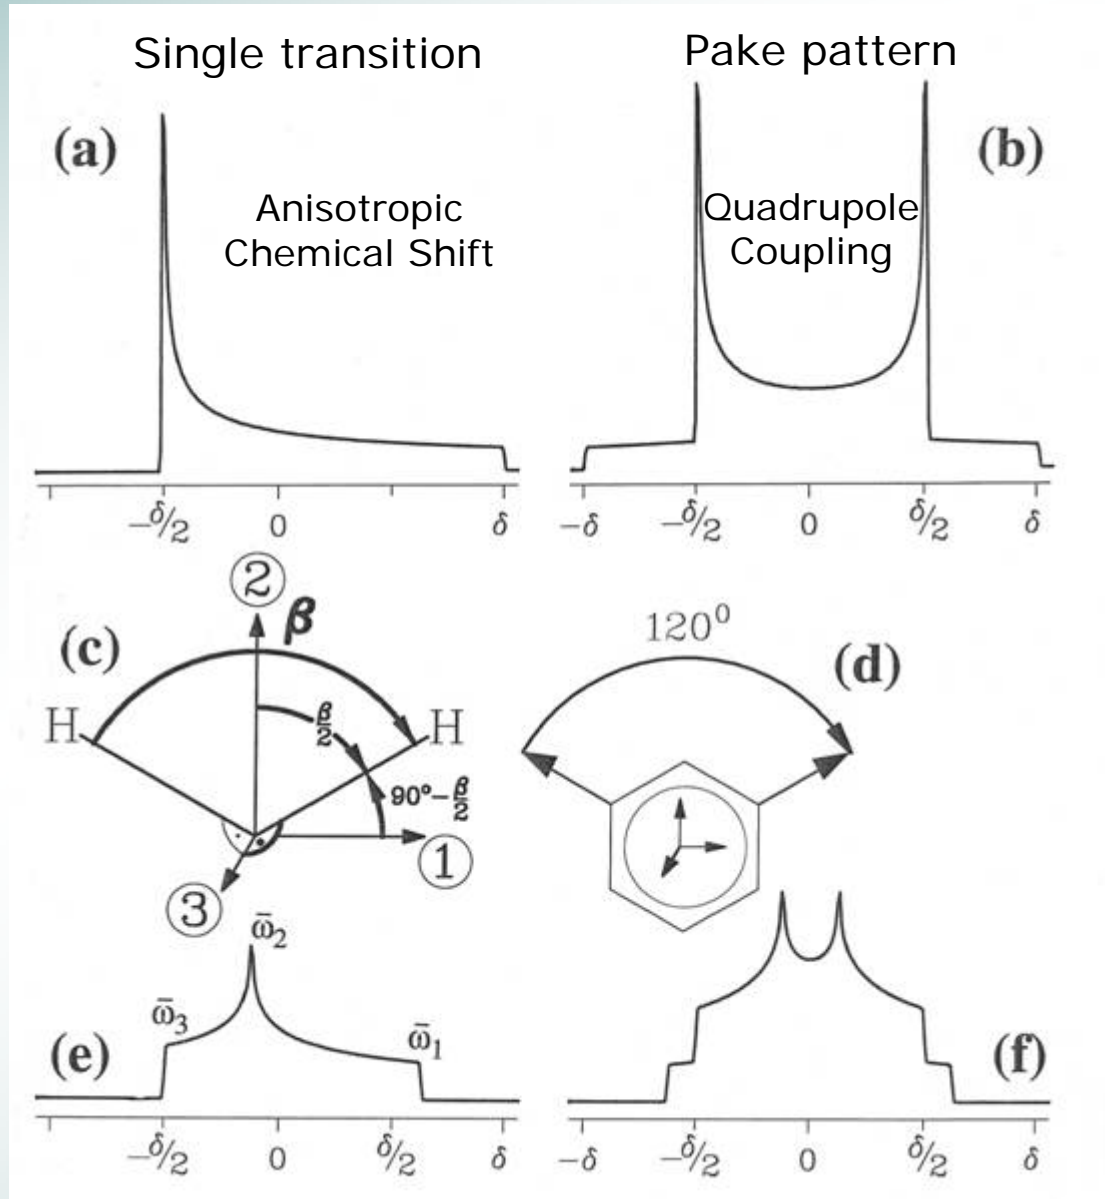 Single transition
Pake pattern
(a)
(b)
Anisotropic
Chemical Shift
Quadrupole
Coupling
-δ/2 0 δ
-δ -δ/2 0 δ/2 δ
②
β
120⁰
(c)
(d)
H
H
β/2
90°-β/2
①
③
ω̄₂
ω̄₃
ω̄₁
(e)
(f)
-δ/2 0 δ/2 δ
-δ -δ/2 0 δ/2 δ